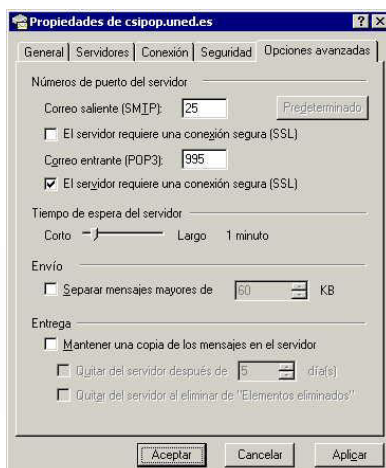 Propiedades de csipop.uned.es
General Servidores Conexión Seguridad Opciones avanzadas
Números de puerto del servidor
Correo saliente (SMTP): 25 Predeterminado
El servidor requiere una conexión segura (SSL)
Correo entrante (POP3): 995
El servidor requiere una conexión segura (SSL)
Tiempo de espera del servidor
Corto Largo 1 minuto
Envío
Separar mensajes mayores de 60 KB
Entrega
Mantener una copia de los mensajes en el servidor
Quitar del servidor después de 5 día(s)
Quitar del servidor al eliminar de "Elementos eliminados"
Aceptar Cancelar Aplicar